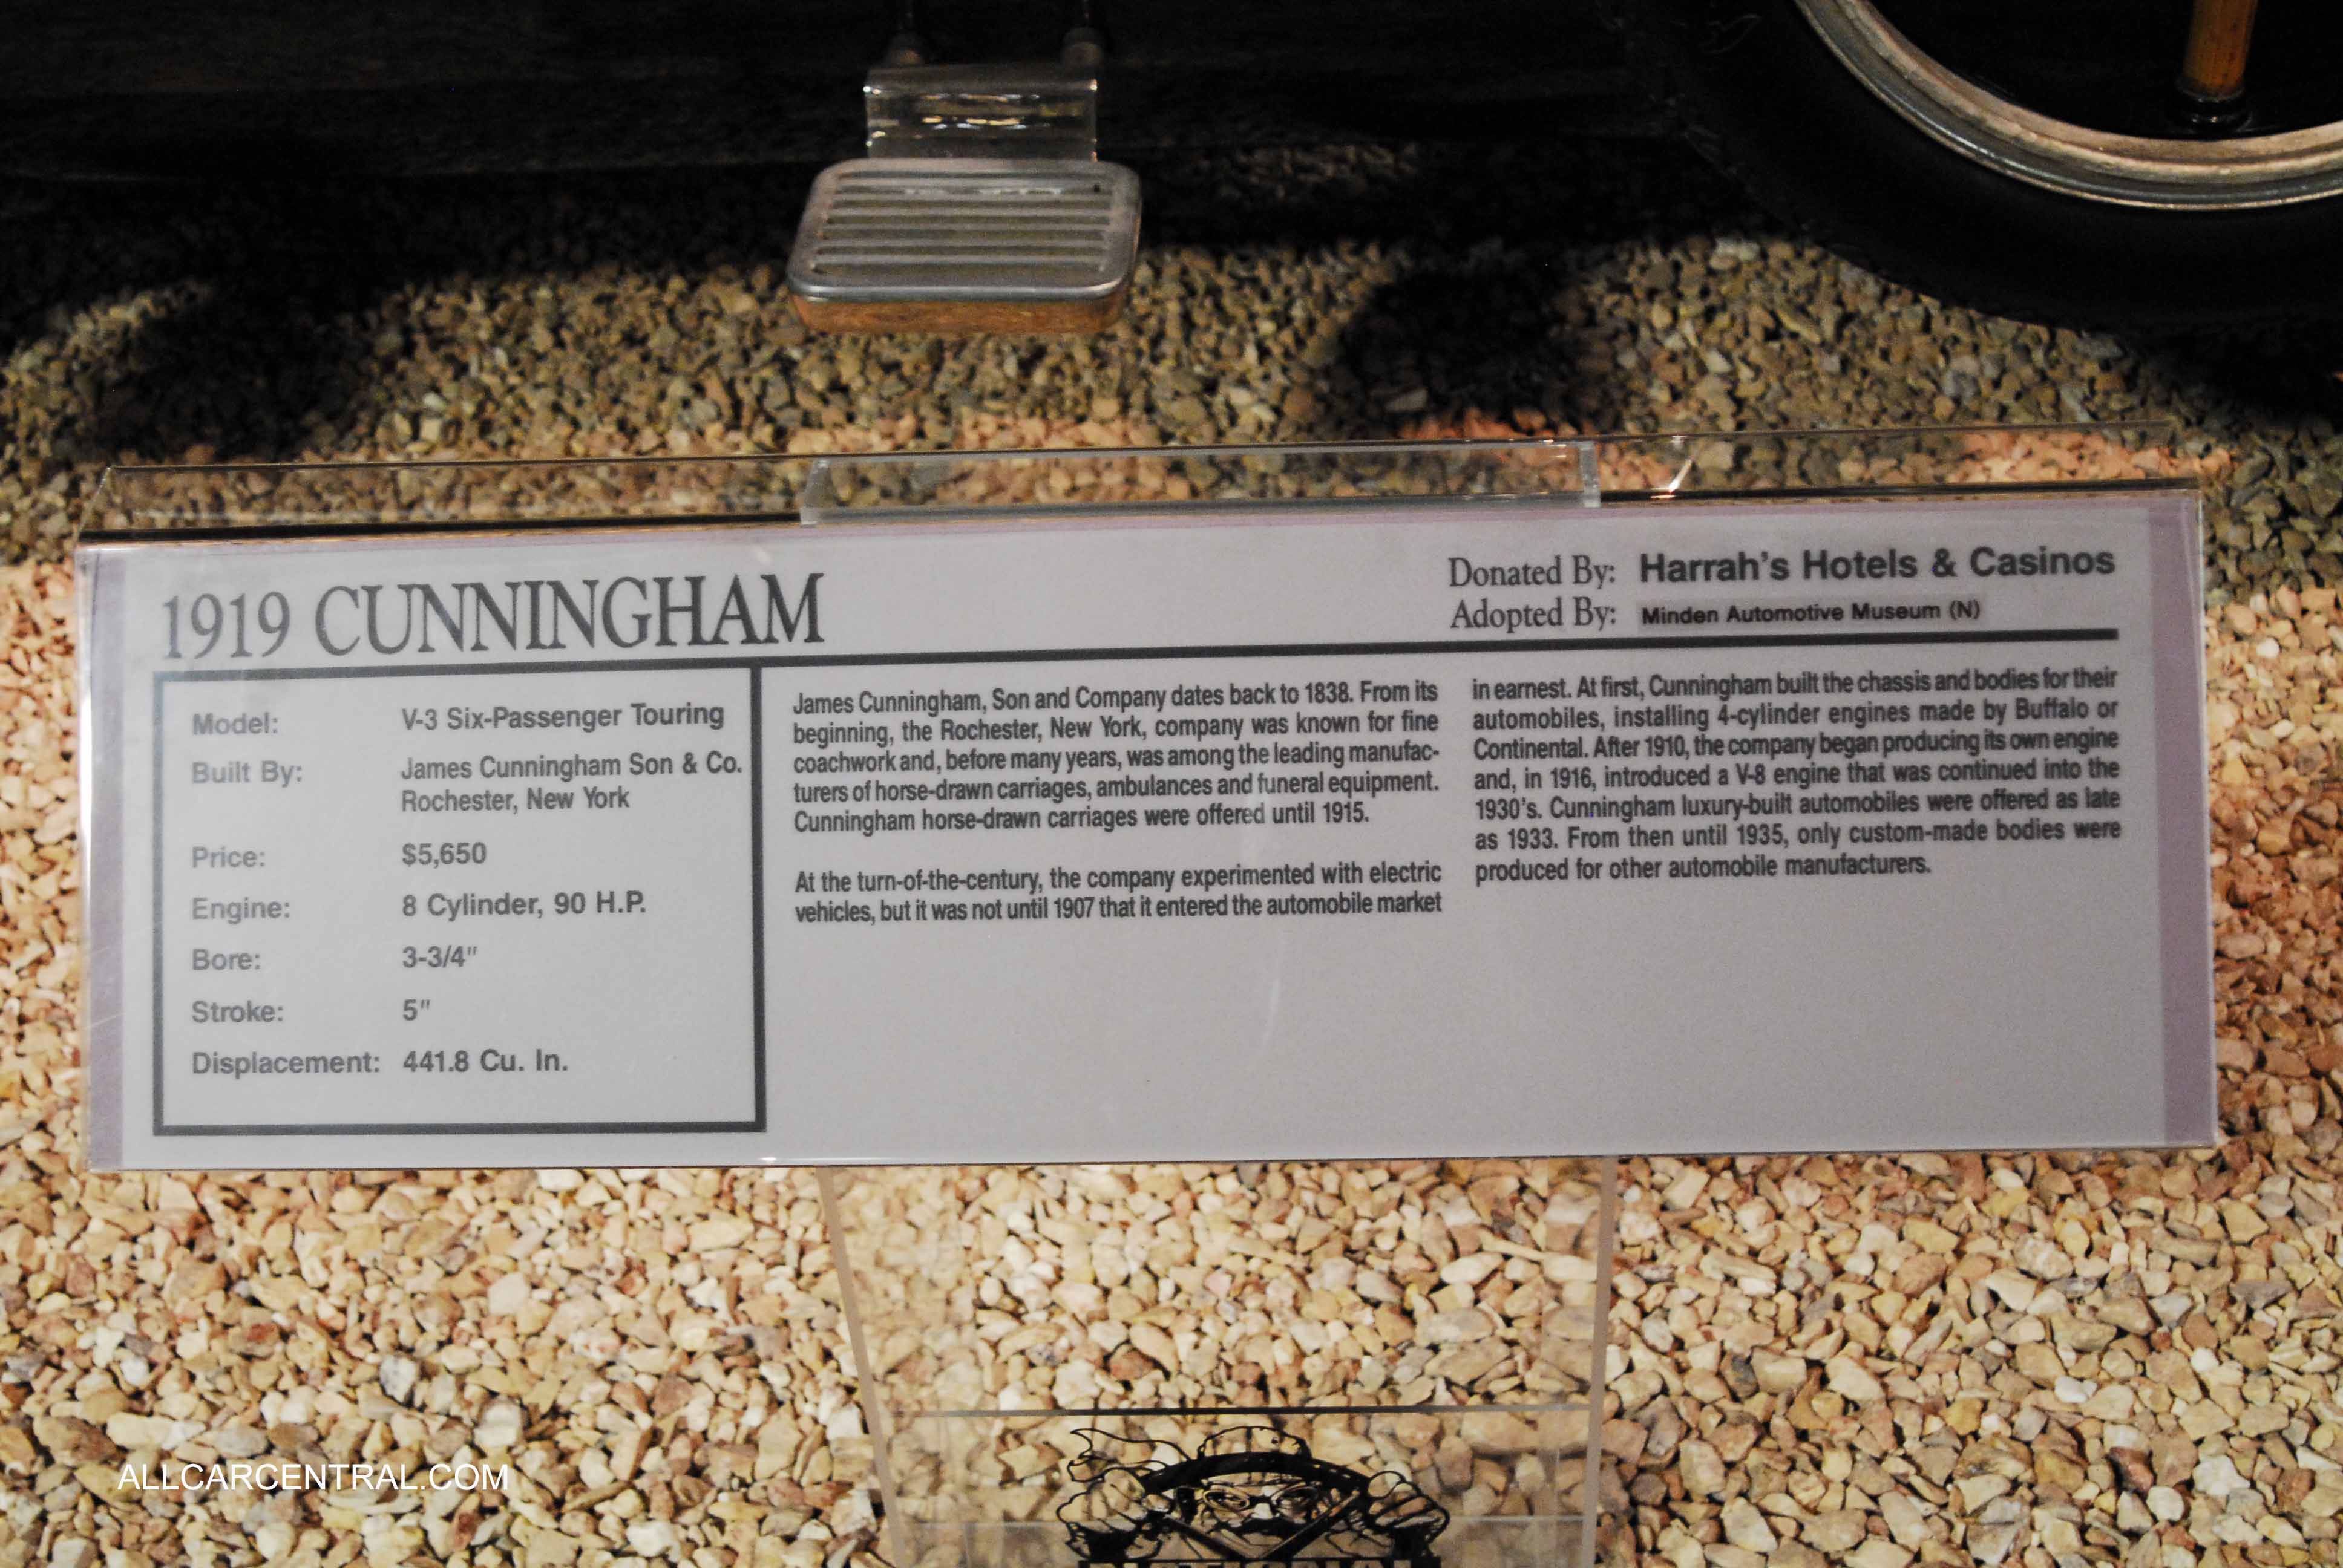 1919 CUNNINGHAM
Donated By: Harrah's Hotels & Casinos
Adopted By: Minden Automotive Museum (N)
Model: V-3 Six-Passenger Touring
Built By: James Cunningham Son & Co.
Rochester, New York
Price: $5,650
Engine: 8 Cylinder, 90 H.P.
Bore: 3-3/4"
Stroke: 5"
Displacement: 441.8 Cu. In.
James Cunningham, Son and Company dates back to 1838. From its
beginning, the Rochester, New York, company was known for fine
coachwork and, before many years, was among the leading manufac-
turers of horse-drawn carriages, ambulances and funeral equipment.
Cunningham horse-drawn carriages were offered until 1915.
At the turn-of-the-century, the company experimented with electric
vehicles, but it was not until 1907 that it entered the automobile market
in earnest. At first, Cunningham built the chassis and bodies for their
automobiles, installing 4-cylinder engines made by Buffalo or
Continental. After 1910, the company began producing its own engine
and, in 1916, introduced a V-8 engine that was continued into the
1930's. Cunningham luxury-built automobiles were offered as late
as 1933. From then until 1935, only custom-made bodies were
produced for other automobile manufacturers.
ALLCARCENTRAL.COM